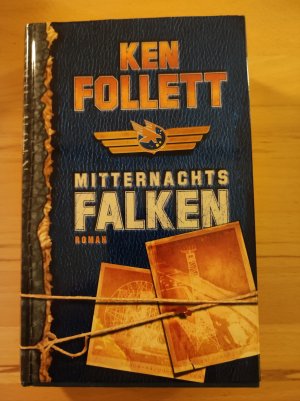 KEN
FOLLETT
MITTERNACHTS
FALKEN
ROMAN